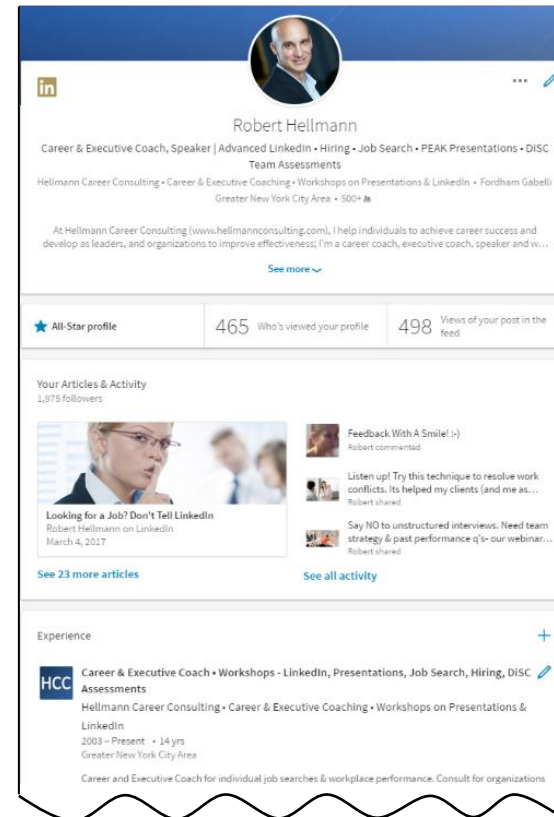 in
Robert Hellmann
Career & Executive Coach, Speaker | Advanced LinkedIn • Hiring • Job Search • PEAK Presentations • DiSC
Team Assessments
Hellmann Career Consulting • Career & Executive Coaching • Workshops on Presentations & LinkedIn • Fordham Gabelli
Greater New York City Area • 500+
At Hellmann Career Consulting (www.hellmannconsulting.com), I help individuals to achieve career success and
develop as leaders, and organizations to improve effectiveness; I'm a career coach, executive coach, speaker and w...
See more
All-Star profile
465 Who's viewed your profile
498 Views of your post in the
feed
Your Articles & Activity
1,975 followers
Looking for a Job? Don't Tell LinkedIn
Robert Hellmann on LinkedIn
March 4, 2017
See 23 more articles
Feedback With A Smile! :-)
Robert commented
Listen up! Try this technique to resolve work
conflicts. Its helped my clients (and me as...
Robert shared
Say NO to unstructured interviews. Need team
strategy & past performance q's- our webinar...
Robert shared
See all activity
Experience
HCC
Career & Executive Coach • Workshops - LinkedIn, Presentations, Job Search, Hiring, DiSC
Assessments
Hellmann Career Consulting • Career & Executive Coaching • Workshops on Presentations &
LinkedIn
2003 – Present • 14 yrs
Greater New York City Area
Career and Executive Coach for individual job searches & workplace performance. Consult for organizations